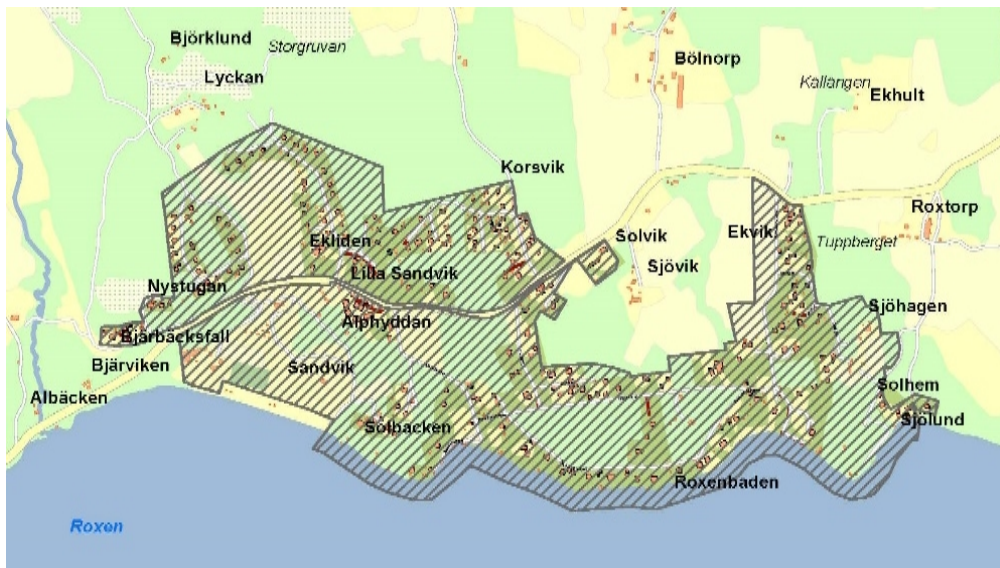 Björklund
Storgruvan
Lyckan
Bölnorp
Källängen
Ekhult
Korsvik
Roxtorp
Ekliden
Solvik
Ekvik
Tuppberget
Lilla Sandvik
Sjövik
Nystugan
Sjöhagen
Alphyddan
Bjärbäcksfall
Bjärviken
Sandvik
Solhem
Albäcken
Solbacken
Sjölund
Roxenbaden
Roxen